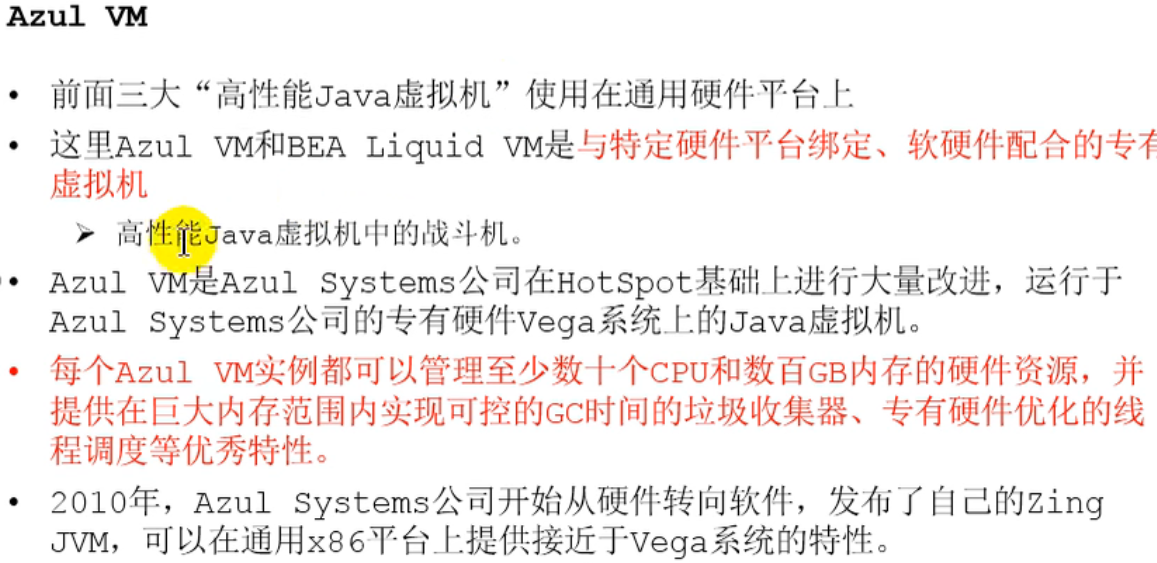 Azul VM
• 前面三大“高性能Java虚拟机”使用在通用硬件平台上
• 这里Azul VM和BEA Liquid VM是与特定硬件平台绑定、软硬件配合的专有
虚拟机
➢ 高性能Java虚拟机中的战斗机。
• Azul VM是Azul Systems公司在HotSpot基础上进行大量改进，运行于
Azul Systems公司的专有硬件Vega系统上的Java虚拟机。
• 每个Azul VM实例都可以管理至少数十个CPU和数百GB内存的硬件资源，并
提供在巨大内存范围内实现可控的GC时间的垃圾收集器、专有硬件优化的线
程调度等优秀特性。
• 2010年，Azul Systems公司开始从硬件转向软件，发布了自己的Zing
JVM，可以在通用x86平台上提供接近于Vega系统的特性。